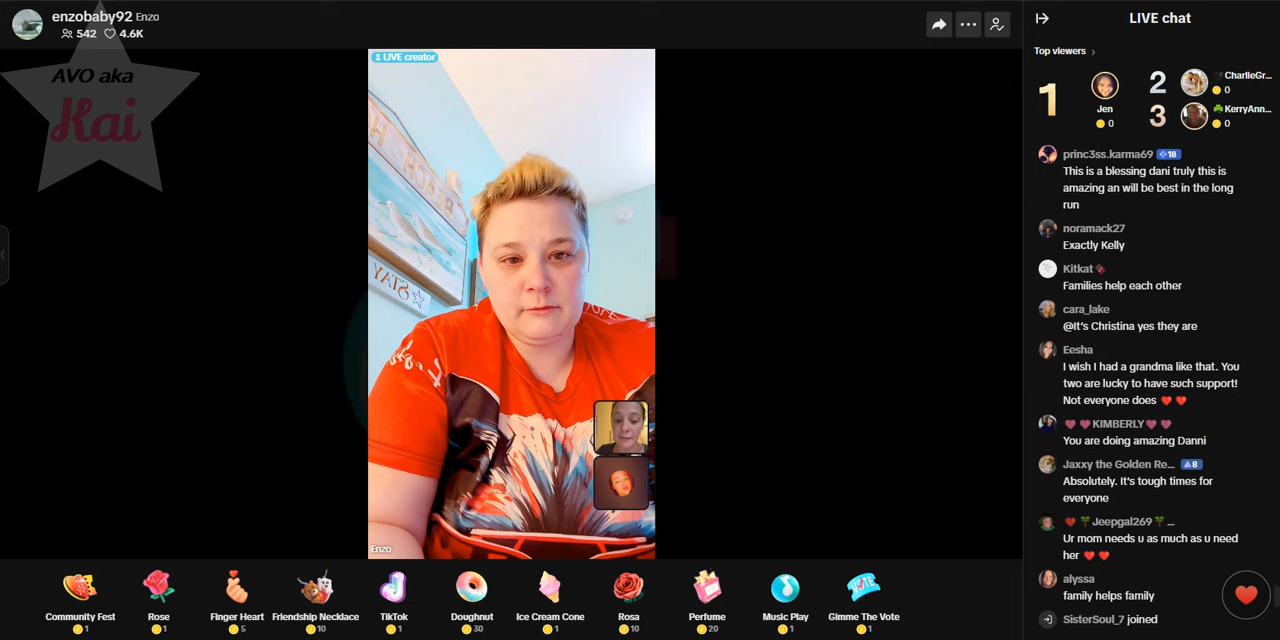 enzobaby92 Enzo
542 4.6K
AVO aka
Kai
LIVE creator
REACH
STAY
Enzo
Community Fest
1
Rose
1
Finger Heart
5
Friendship Necklace
10
TikTok
1
Doughnut
30
Ice Cream Cone
1
Rosa
10
Perfume
20
Music Play
1
VOTE
Gimme The Vote
1
LIVE chat
Top viewers
1
Jen
0
2
CharlieGr...
0
3
KerryAnn...
0
princ3ss.karma69 18
This is a blessing dani truly this is
amazing an will be best in the long
run
noramack27
Exactly Kelly
Kitkat
Families help each other
cara_lake
@It's Christina yes they are
Eesha
I wish I had a grandma like that. You
two are lucky to have such support!
Not everyone does ❤️ ❤️
KIMBERLY
You are doing amazing Danni
Jaxxy the Golden Re... 8
Absolutely. It's tough times for
everyone
❤️ 🌴 Jeepgal269 🌴 ...
Ur mom needs u as much as u need
her ❤️ ❤️
alyssa
family helps family
SisterSoul_7 joined